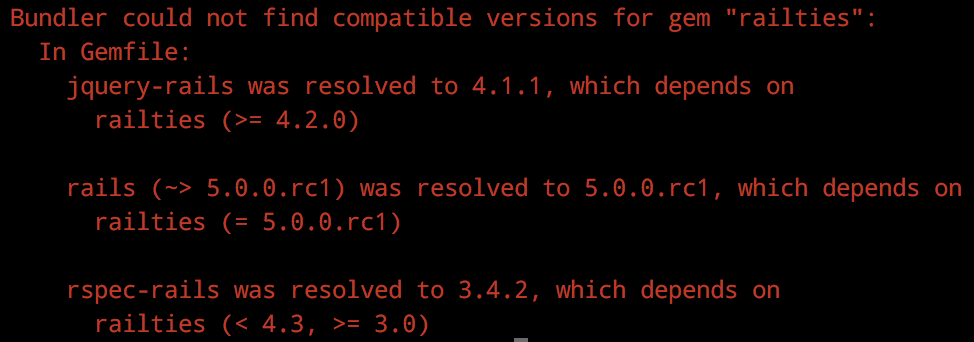 Bundler could not find compatible versions for gem "railties":
  In Gemfile:
    jquery-rails was resolved to 4.1.1, which depends on
      railties (>= 4.2.0)

    rails (~> 5.0.0.rc1) was resolved to 5.0.0.rc1, which depends on
      railties (= 5.0.0.rc1)

    rspec-rails was resolved to 3.4.2, which depends on
      railties (< 4.3, >= 3.0)